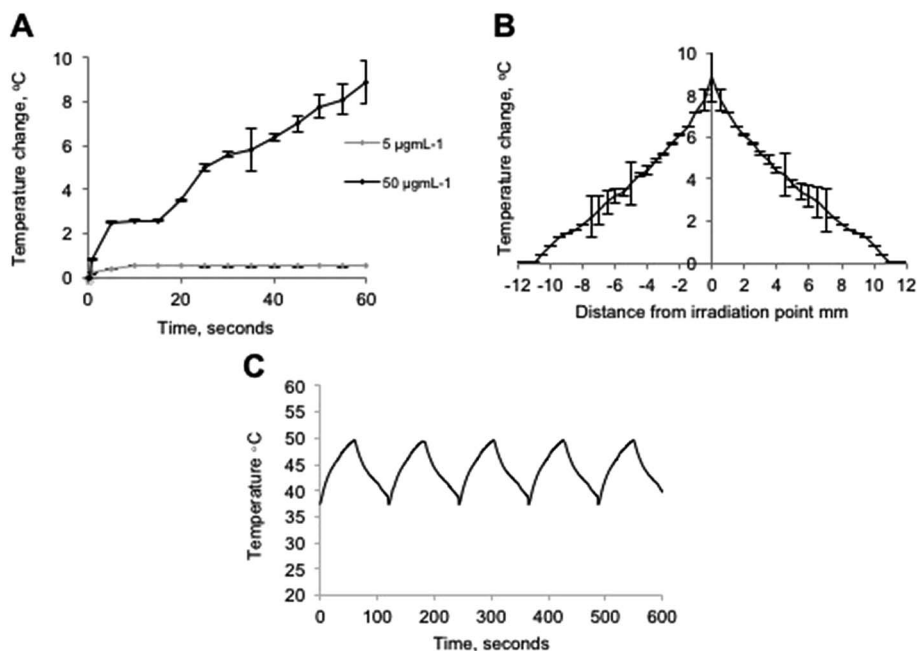 A
Temperature change, ºC
10
8
6
4
2
0
0
20
40
60
Time, seconds
5 µgmL-1
50 µgmL-1
B
Temperature change, ºC
10
8
6
4
2
0
-12 -10 -8 -6 -4 -2 0 2 4 6 8 10 12
Distance from irradiation point mm
C
Temperature ◦C
60
55
50
45
40
35
30
25
20
0 100 200 300 400 500 600
Time, seconds